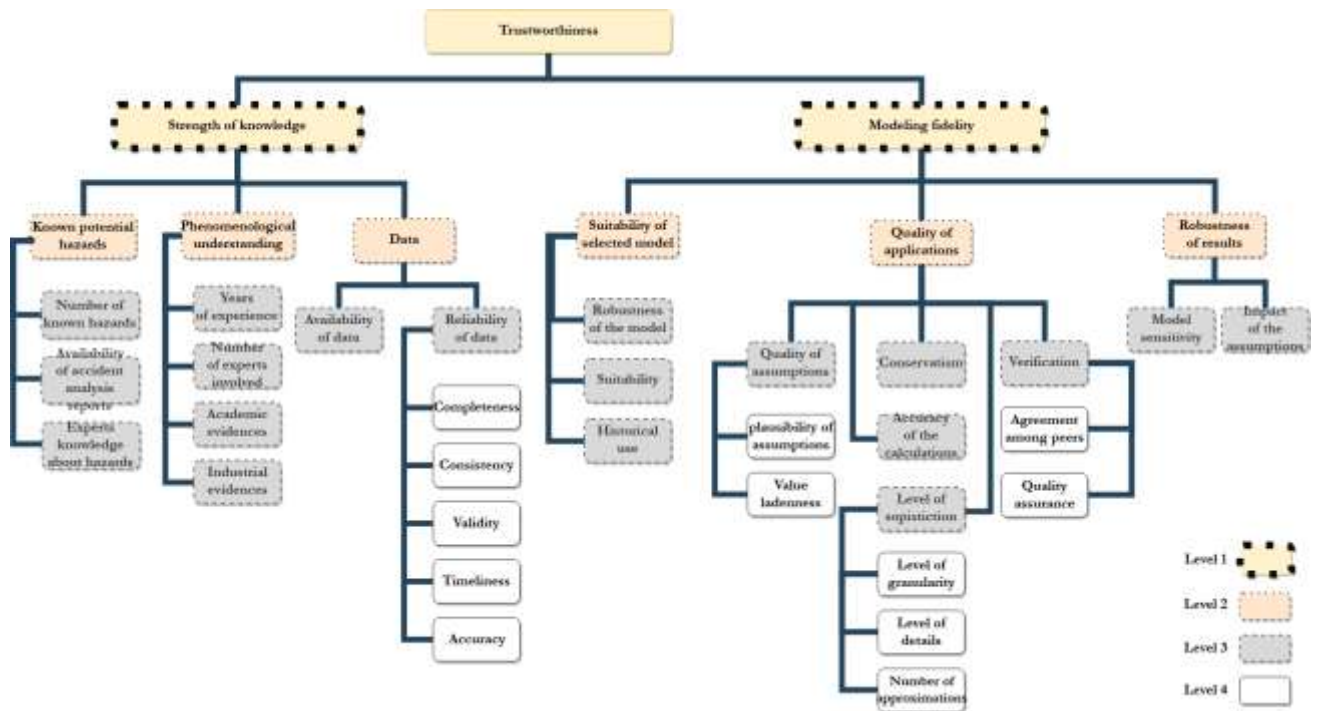 Trustworthiness
Strength of knowledge
Modeling fidelity
Known potential
hazards
Phenomenological
understanding
Data
Suitability of
selected model
Quality of
applications
Robustness
of results
Number of
known hazards
Availability
of accident
analysis
reports
Experts
knowledge
about hazards
Years
of experience
Number
of experts
involved
Academic
evidences
Industrial
evidences
Availability
of data
Reliability
of data
Completeness
Consistency
Validity
Timeliness
Accuracy
Robustness
of the model
Suitability
Historical
use
Quality of
assumptions
plausibility of
assumptions
Value
ladenness
Conservatism
Accuracy
of the
calculations
Level of
sopistiction
Level of
granularity
Level of
details
Number of
approximations
Verification
Agreement
among peers
Quality
assurance
Model
sensitivity
Impact
of the
assumptions
Level 1
Level 2
Level 3
Level 4